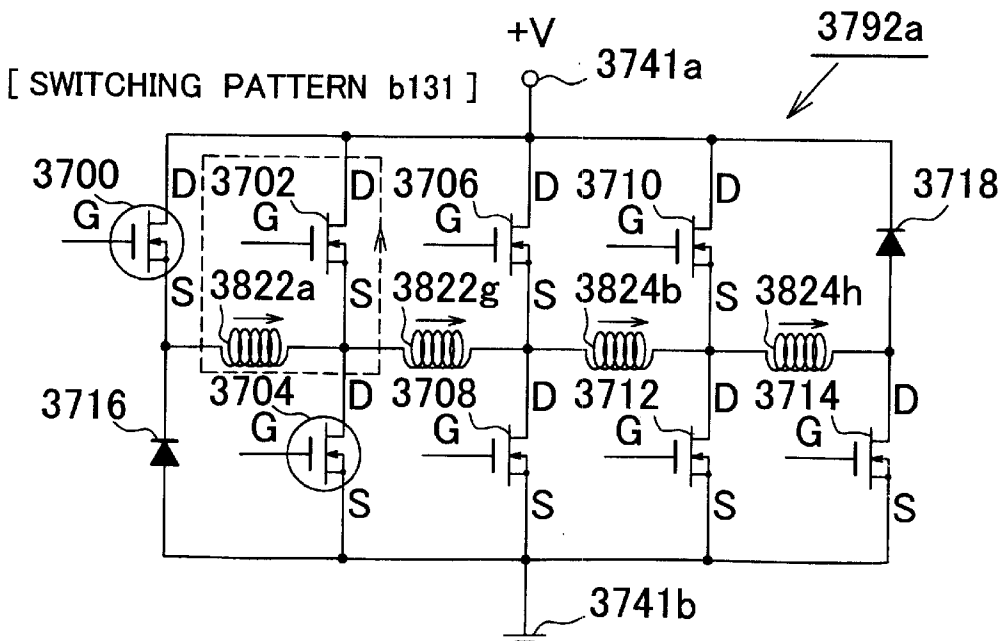 3792a
+V
3741a
[ SWITCHING PATTERN b131 ]
3700 D 3702 D 3706 D 3710 D 3718
G G G G
S S S S
3822a 3822g 3824b 3824h
3716 3704 D 3708 D 3712 D 3714 D
G G G G
S S S S
3741b